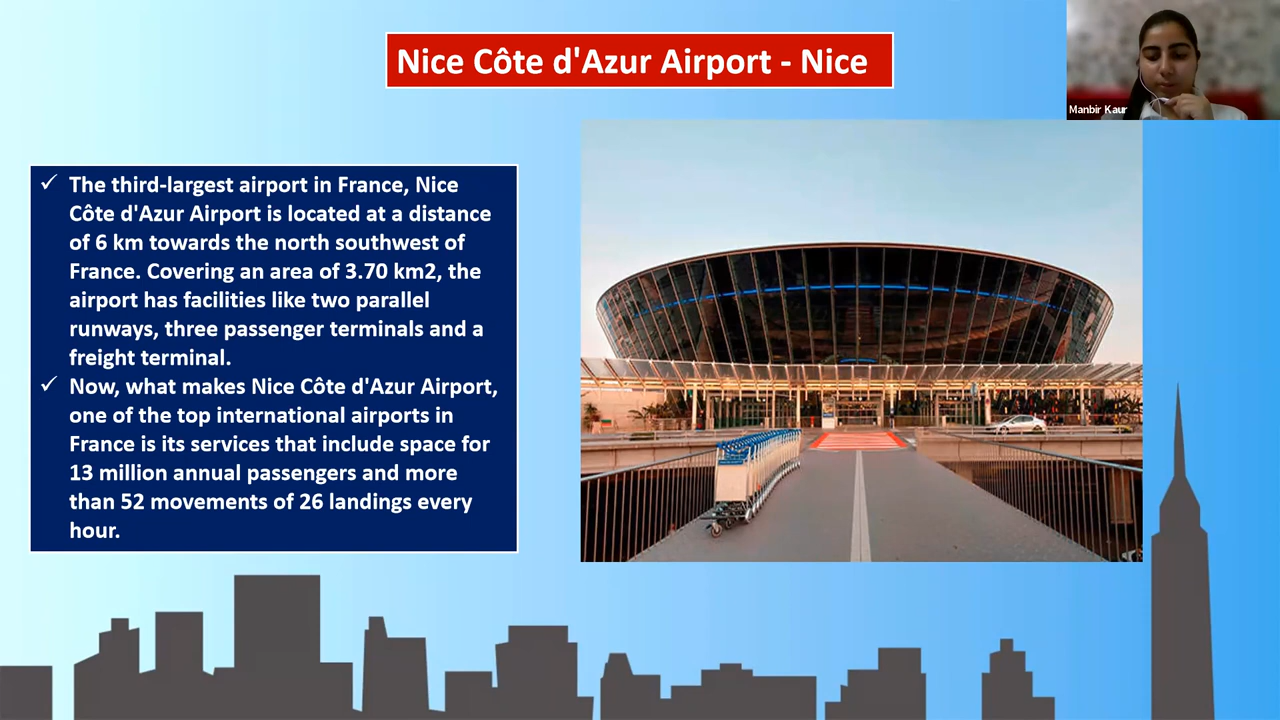 Nice Côte d'Azur Airport - Nice
Manbir Kaur
✓ The third-largest airport in France, Nice
Côte d'Azur Airport is located at a distance
of 6 km towards the north southwest of
France. Covering an area of 3.70 km2, the
airport has facilities like two parallel
runways, three passenger terminals and a
freight terminal.
✓ Now, what makes Nice Côte d'Azur Airport,
one of the top international airports in
France is its services that include space for
13 million annual passengers and more
than 52 movements of 26 landings every
hour.